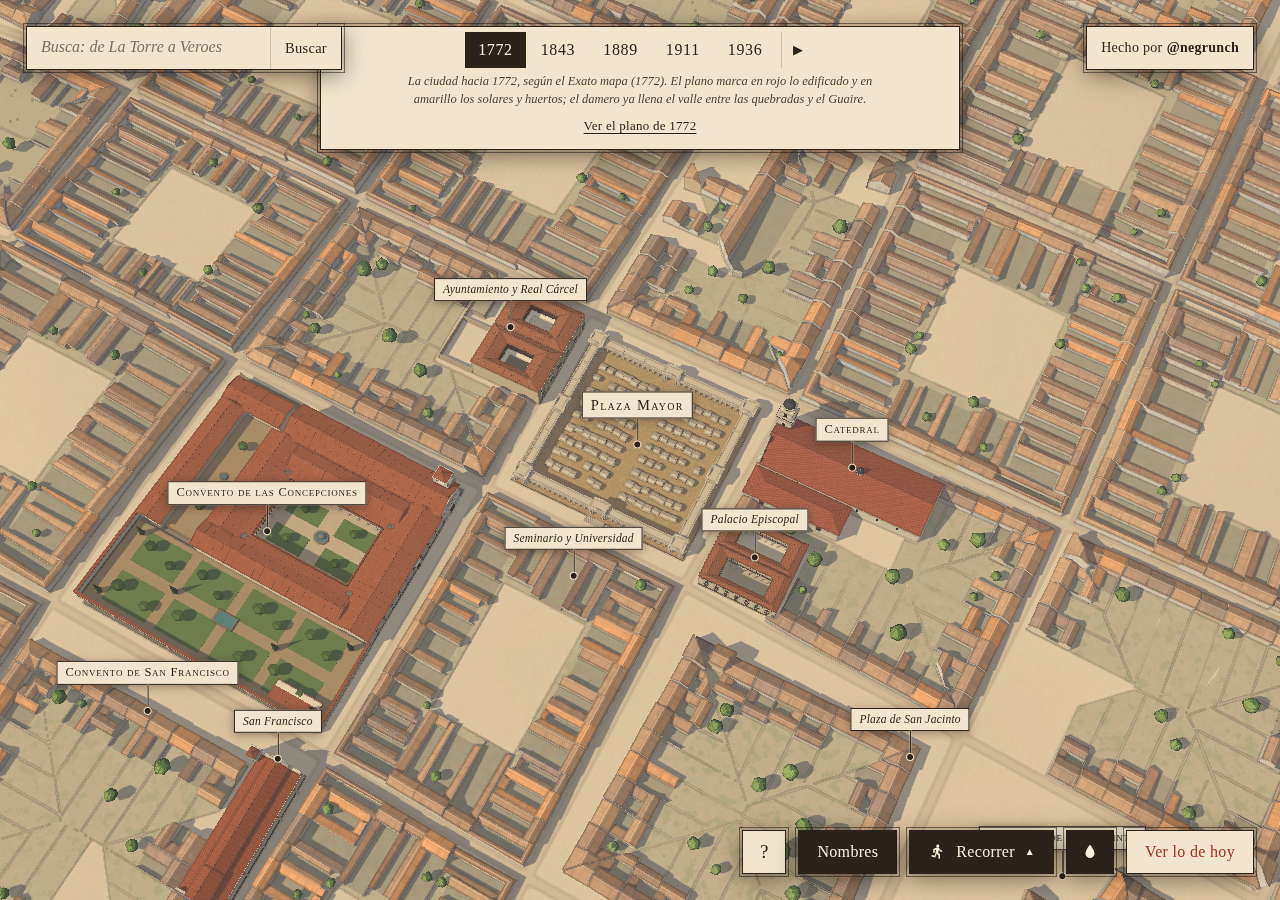 Busca: de La Torre a Veroes
Buscar
1772 1843 1889 1911 1936 ▶
La ciudad hacia 1772, según el Exato mapa (1772). El plano marca en rojo lo edificado y en
amarillo los solares y huertos; el damero ya llena el valle entre las quebradas y el Guaire.
Ver el plano de 1772
Hecho por @negrunch
Ayuntamiento y Real Cárcel
Plaza Mayor
Catedral
Convento de las Concepciones
Palacio Episcopal
Seminario y Universidad
Convento de San Francisco
San Francisco
Plaza de San Jacinto
?
Nombres
Recorrer ▲
Ver lo de hoy